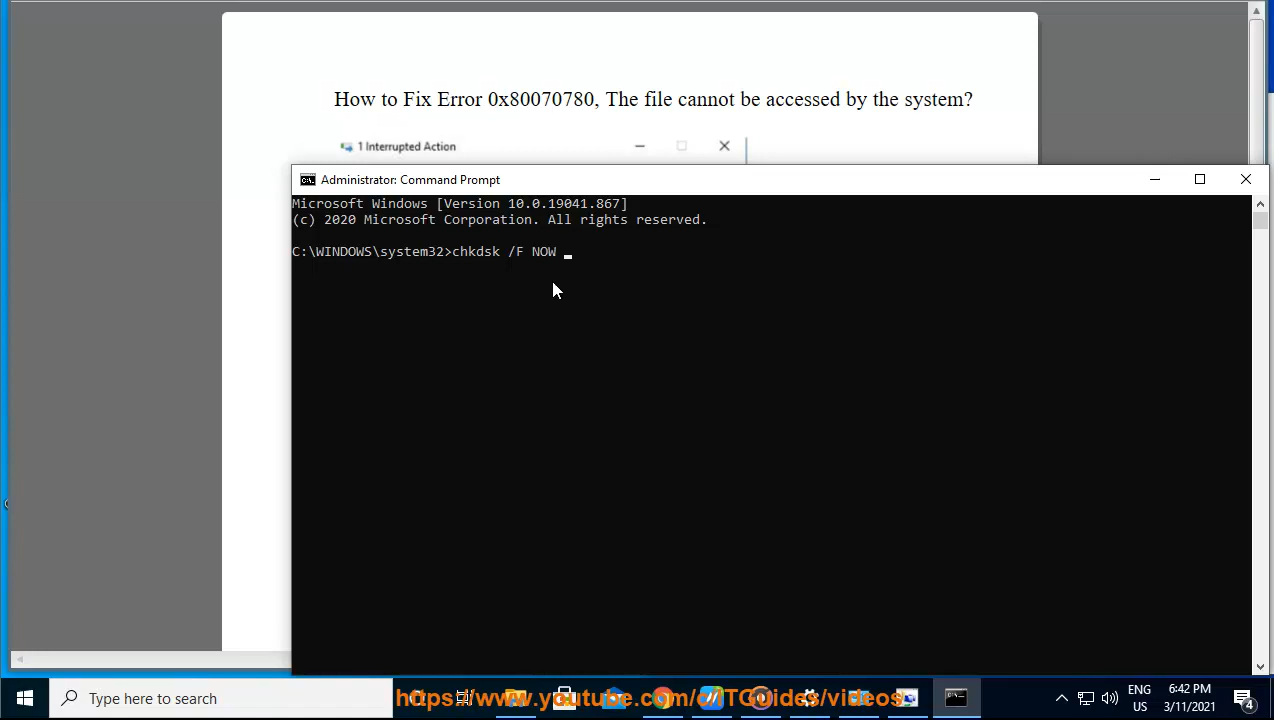 How to Fix Error 0x80070780, The file cannot be accessed by the system?
1 Interrupted Action
Administrator: Command Prompt
Microsoft Windows [Version 10.0.19041.867]
(c) 2020 Microsoft Corporation. All rights reserved.
C:\WINDOWS\system32>chkdsk /F NOW
Type here to search
https://www.youtube.com/c/ITGuides/videos
ENG
US
6:42 PM
3/11/2021
4